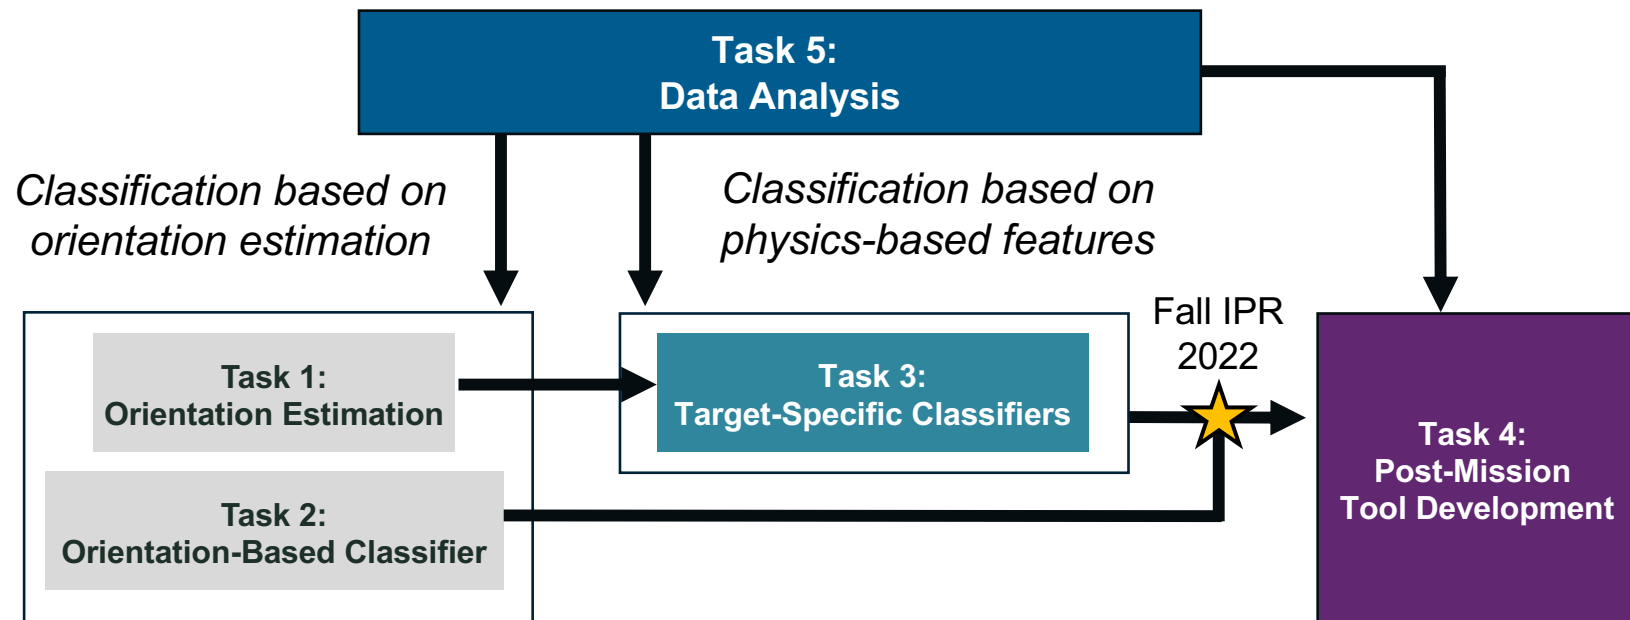 Task 5:
Data Analysis
Classification based on
orientation estimation
Classification based on
physics-based features
Task 1:
Orientation Estimation
Task 2:
Orientation-Based Classifier
Task 3:
Target-Specific Classifiers
Fall IPR
2022
Task 4:
Post-Mission
Tool Development